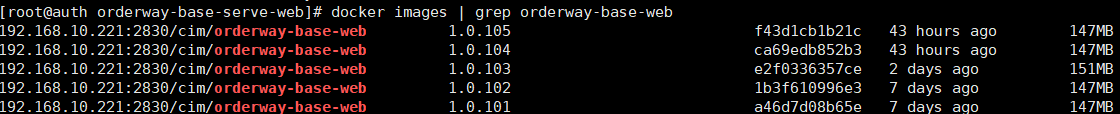 [root@auth orderway-base-serve-web]# docker images | grep orderway-base-web
192.168.10.221:2830/cim/orderway-base-web 1.0.105 f43d1cb1b21c 43 hours ago 147MB
192.168.10.221:2830/cim/orderway-base-web 1.0.104 ca69edb852b3 43 hours ago 147MB
192.168.10.221:2830/cim/orderway-base-web 1.0.103 e2f0336357ce 2 days ago 151MB
192.168.10.221:2830/cim/orderway-base-web 1.0.102 1b3f610996e3 7 days ago 147MB
192.168.10.221:2830/cim/orderway-base-web 1.0.101 a46d7d08b65e 7 days ago 147MB